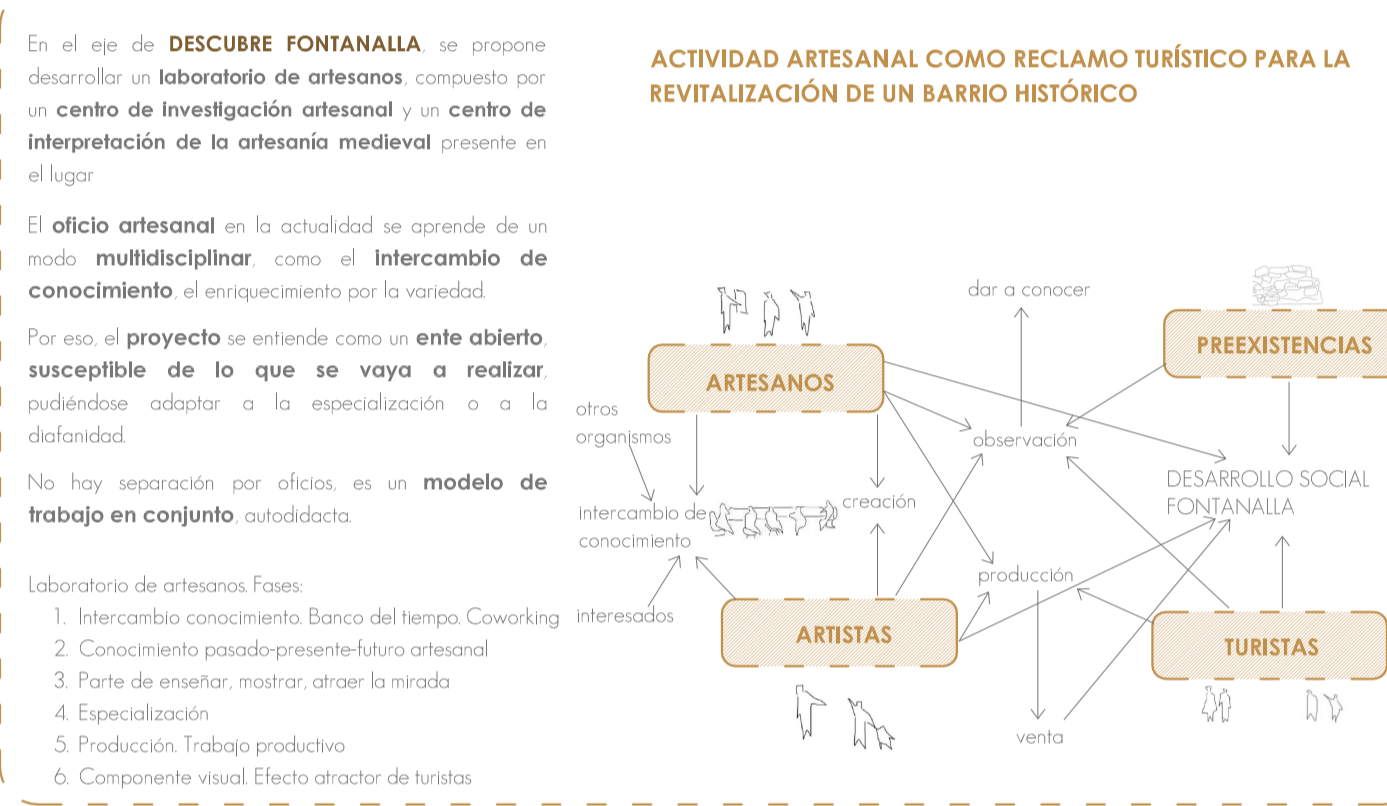 En el eje de DESCUBRE FONTANALLA, se propone
desarrollar un laboratorio de artesanos, compuesto por
un centro de investigación artesanal y un centro de
interpretación de la artesanía medieval presente en
el lugar
El oficio artesanal en la actualidad se aprende de un
modo multidisciplinar, como el intercambio de
conocimiento, el enriquecimiento por la variedad.
Por eso, el proyecto se entiende como un ente abierto,
susceptible de lo que se vaya a realizar,
pudiéndose adaptar a la especialización o a la
diafanidad.
No hay separación por oficios, es un modelo de
trabajo en conjunto, autodidacta.
Laboratorio de artesanos. Fases:
1. Intercambio conocimiento. Banco del tiempo. Coworking
2. Conocimiento pasado-presente-futuro artesanal
3. Parte de enseñar, mostrar, atraer la mirada
4. Especialización
5. Producción. Trabajo productivo
6. Componente visual. Efecto atractor de turistas
ACTIVIDAD ARTESANAL COMO RECLAMO TURÍSTICO PARA LA
REVITALIZACIÓN DE UN BARRIO HISTÓRICO
dar a conocer
PREEXISTENCIAS
ARTESANOS
otros
organismos
observación
DESARROLLO SOCIAL
FONTANALLA
intercambio de
conocimiento
creación
producción
interesados
ARTISTAS
TURISTAS
venta